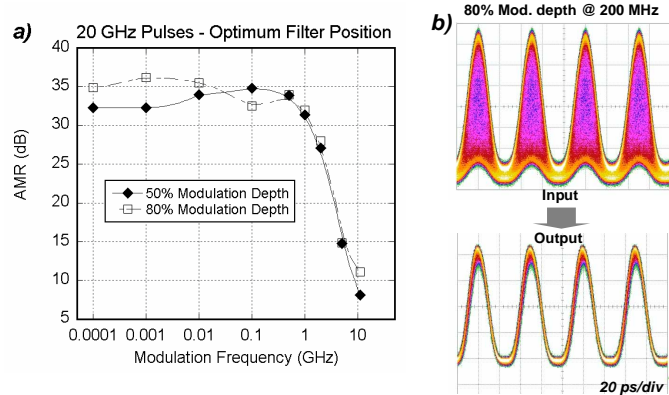 a)
20 GHz Pulses - Optimum Filter Position
AMR (dB)
40
35
30
25
20
15
10
5
50% Modulation Depth
80% Modulation Depth
0.0001 0.001 0.01 0.1 1 10
Modulation Frequency (GHz)
b)
80% Mod. depth @ 200 MHz
Input
Output
20 ps/div